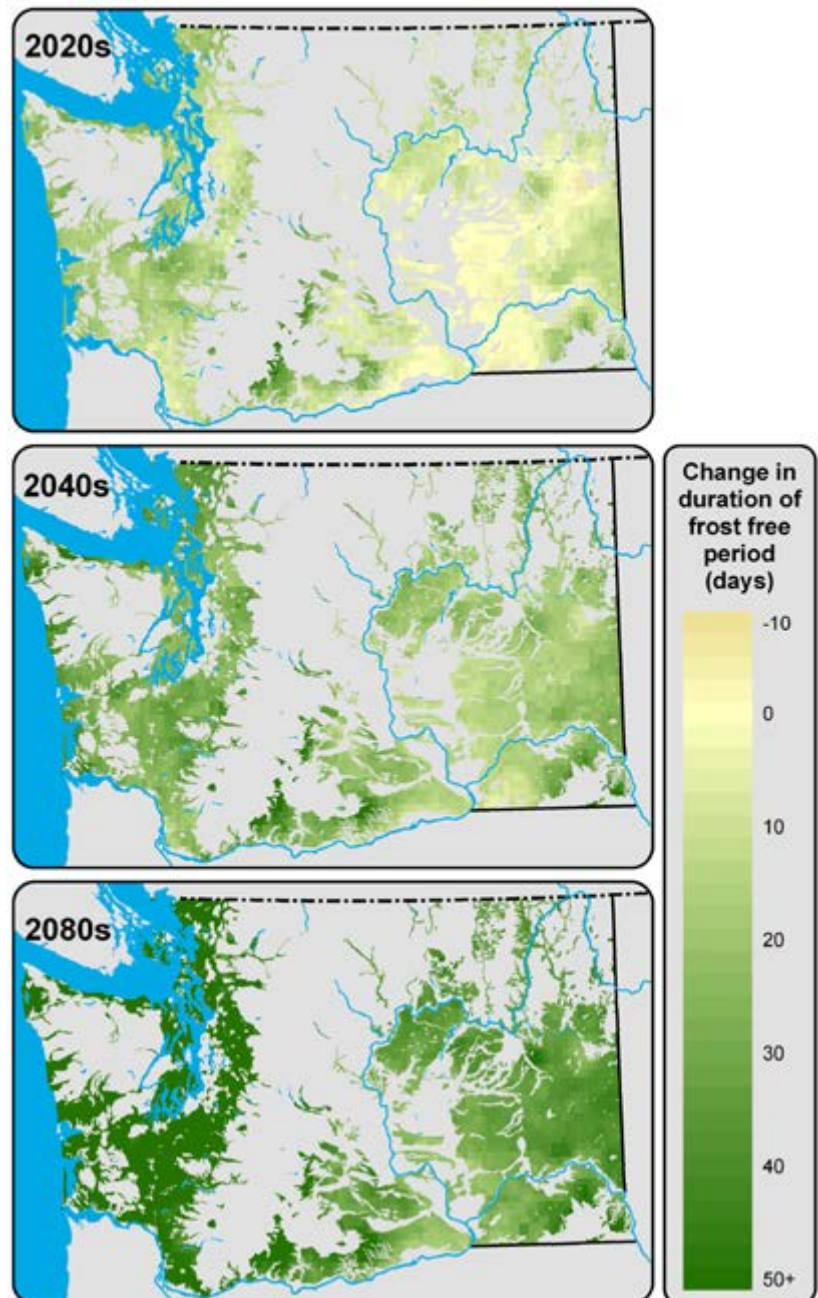 2020s
2040s
Change in
duration of
frost free
period
(days)
-10
0
10
20
30
40
50+
2080s